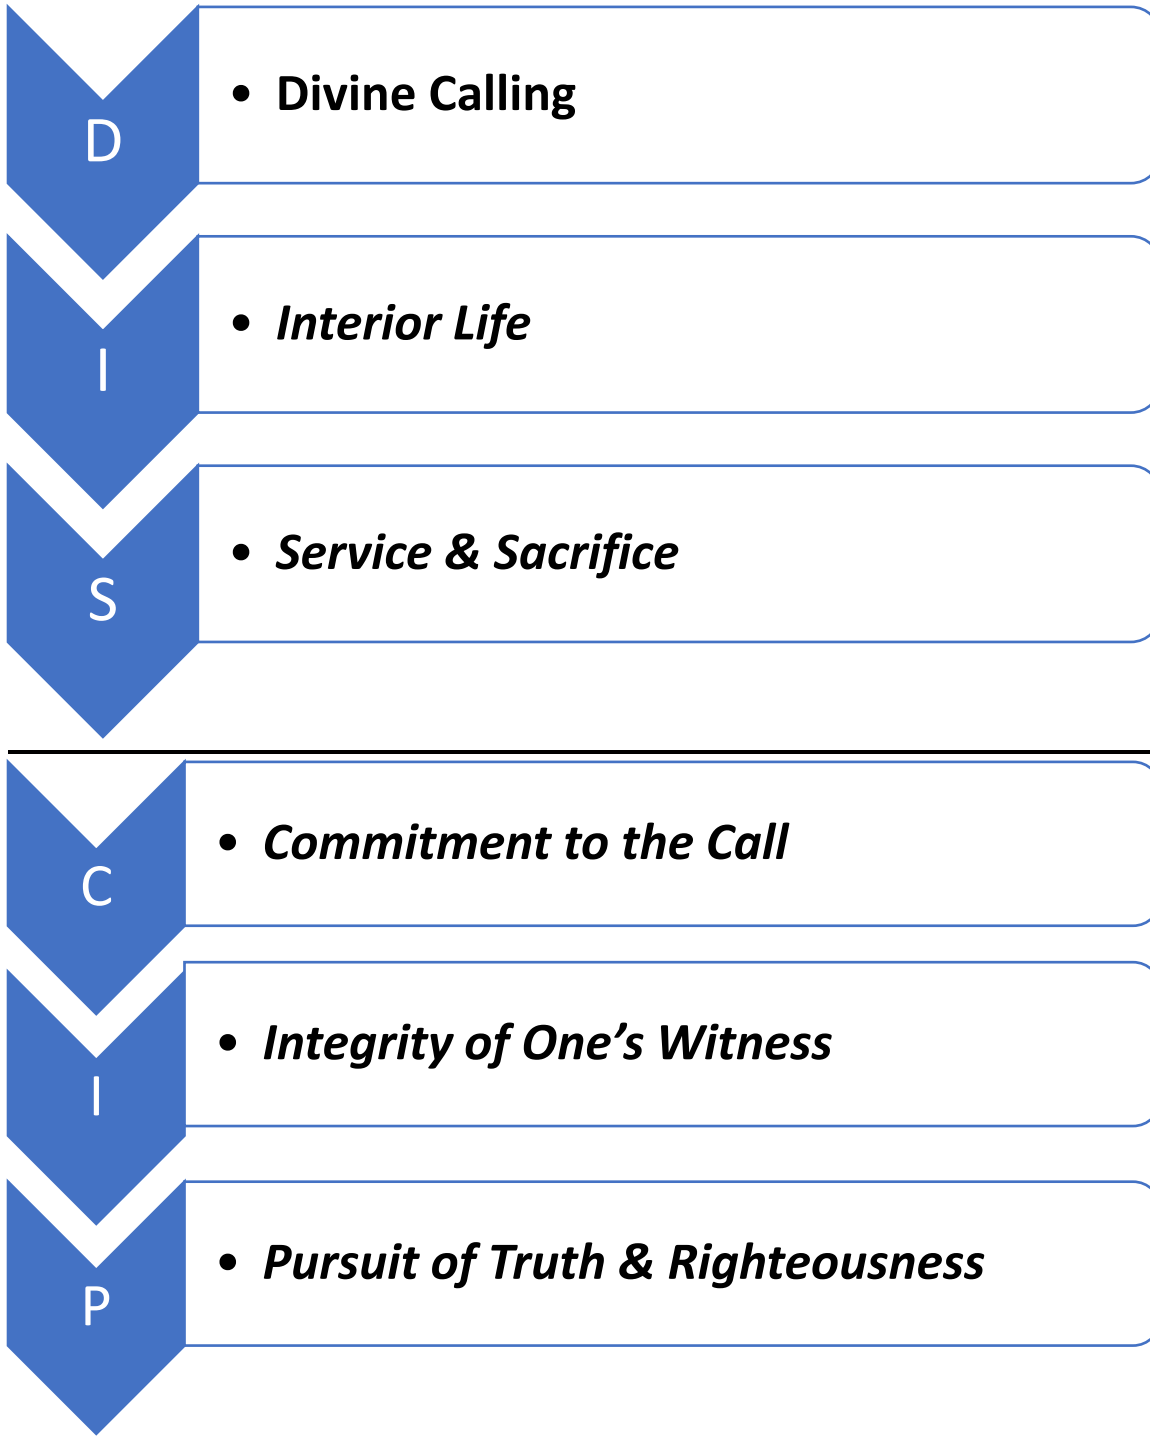 D
• Divine Calling
I
• Interior Life
S
• Service & Sacrifice
C
• Commitment to the Call
I
• Integrity of One’s Witness
P
• Pursuit of Truth & Righteousness